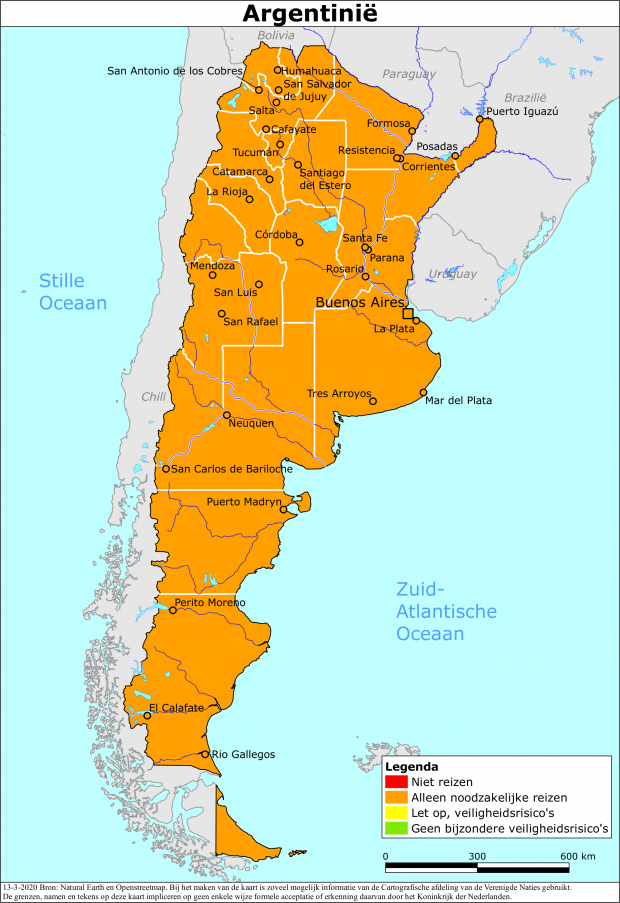 Argentinië
Bolivia
Humahuaca
San Antonio de los Cobres
San Salvador
de Jujuy
Paraguay
Brazilië
Salta
Puerto Iguazú
Formosa
Cafayate
Tucumán
Resistencia
Posadas
Corrientes
Catamarca
Santiago
del Estero
La Rioja
Córdoba
Santa Fe
Parana
Mendoza
Rosario
Uruguay
Stille
Oceaan
San Luis
Buenos Aires
San Rafael
La Plata
Chili
Tres Arroyos
Mar del Plata
Neuquen
San Carlos de Bariloche
Puerto Madryn
Zuid-
Atlantische
Oceaan
Perito Moreno
El Calafate
Rio Gallegos
Legenda
Niet reizen
Alleen noodzakelijke reizen
Let op, veiligheidsrisico's
Geen bijzondere veiligheidsrisico's
0 300 600 km
13-3-2020 Bron: Natural Earth en Openstreetmap. Bij het maken van de kaart is zoveel mogelijk informatie van de Cartografische afdeling van de Verenigde Naties gebruikt.
De grenzen, namen en tekens op deze kaart impliceren op geen enkele wijze formele acceptatie of erkenning daarvan door het Koninkrijk der Nederlanden.